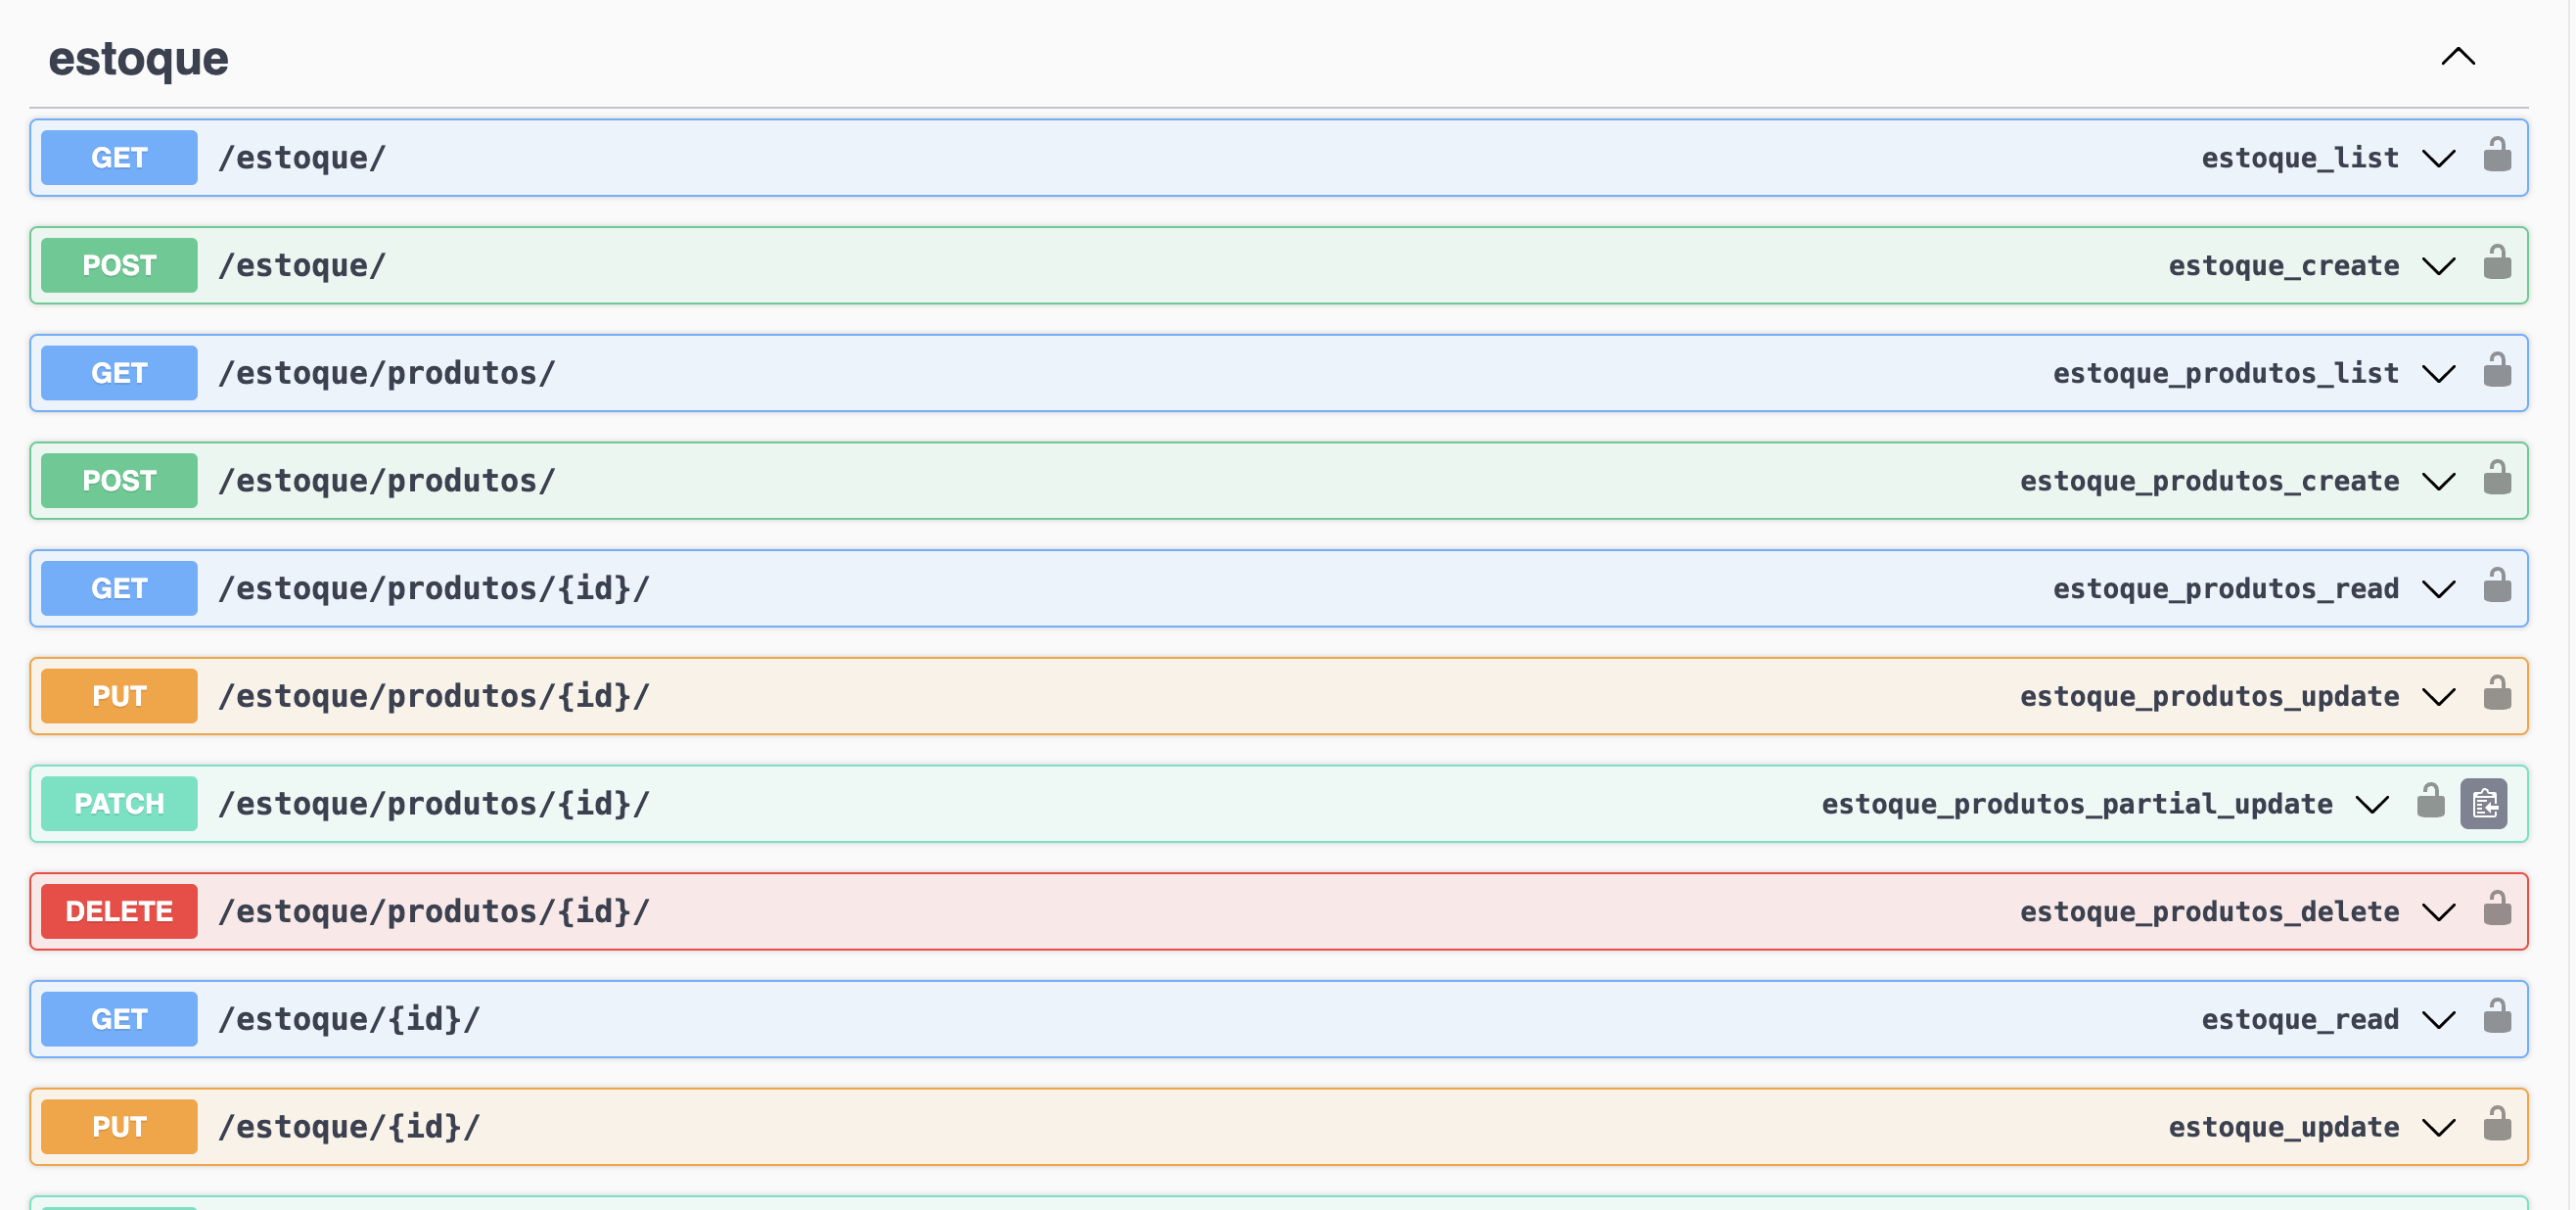 estoque
GET /estoque/ estoque_list
POST /estoque/ estoque_create
GET /estoque/produtos/ estoque_produtos_list
POST /estoque/produtos/ estoque_produtos_create
GET /estoque/produtos/{id}/ estoque_produtos_read
PUT /estoque/produtos/{id}/ estoque_produtos_update
PATCH /estoque/produtos/{id}/ estoque_produtos_partial_update
DELETE /estoque/produtos/{id}/ estoque_produtos_delete
GET /estoque/{id}/ estoque_read
PUT /estoque/{id}/ estoque_update